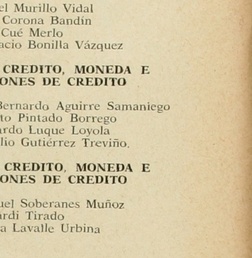 el Murillo Vidal
Corona Bandin
Cué Merlo
acio Bonilla Vázquez
CREDITO, MONEDA E
ONES DE CREDITO
Bernardo Aguirre Samaniego
to Pintado Borrego
ardo Luque Loyola
lio Gutiérrez Treviño.
CREDITO, MONEDA E
ONES DE CREDITO
uel Soberanes Muñoz
ardi Tirado
a Lavalle Urbina